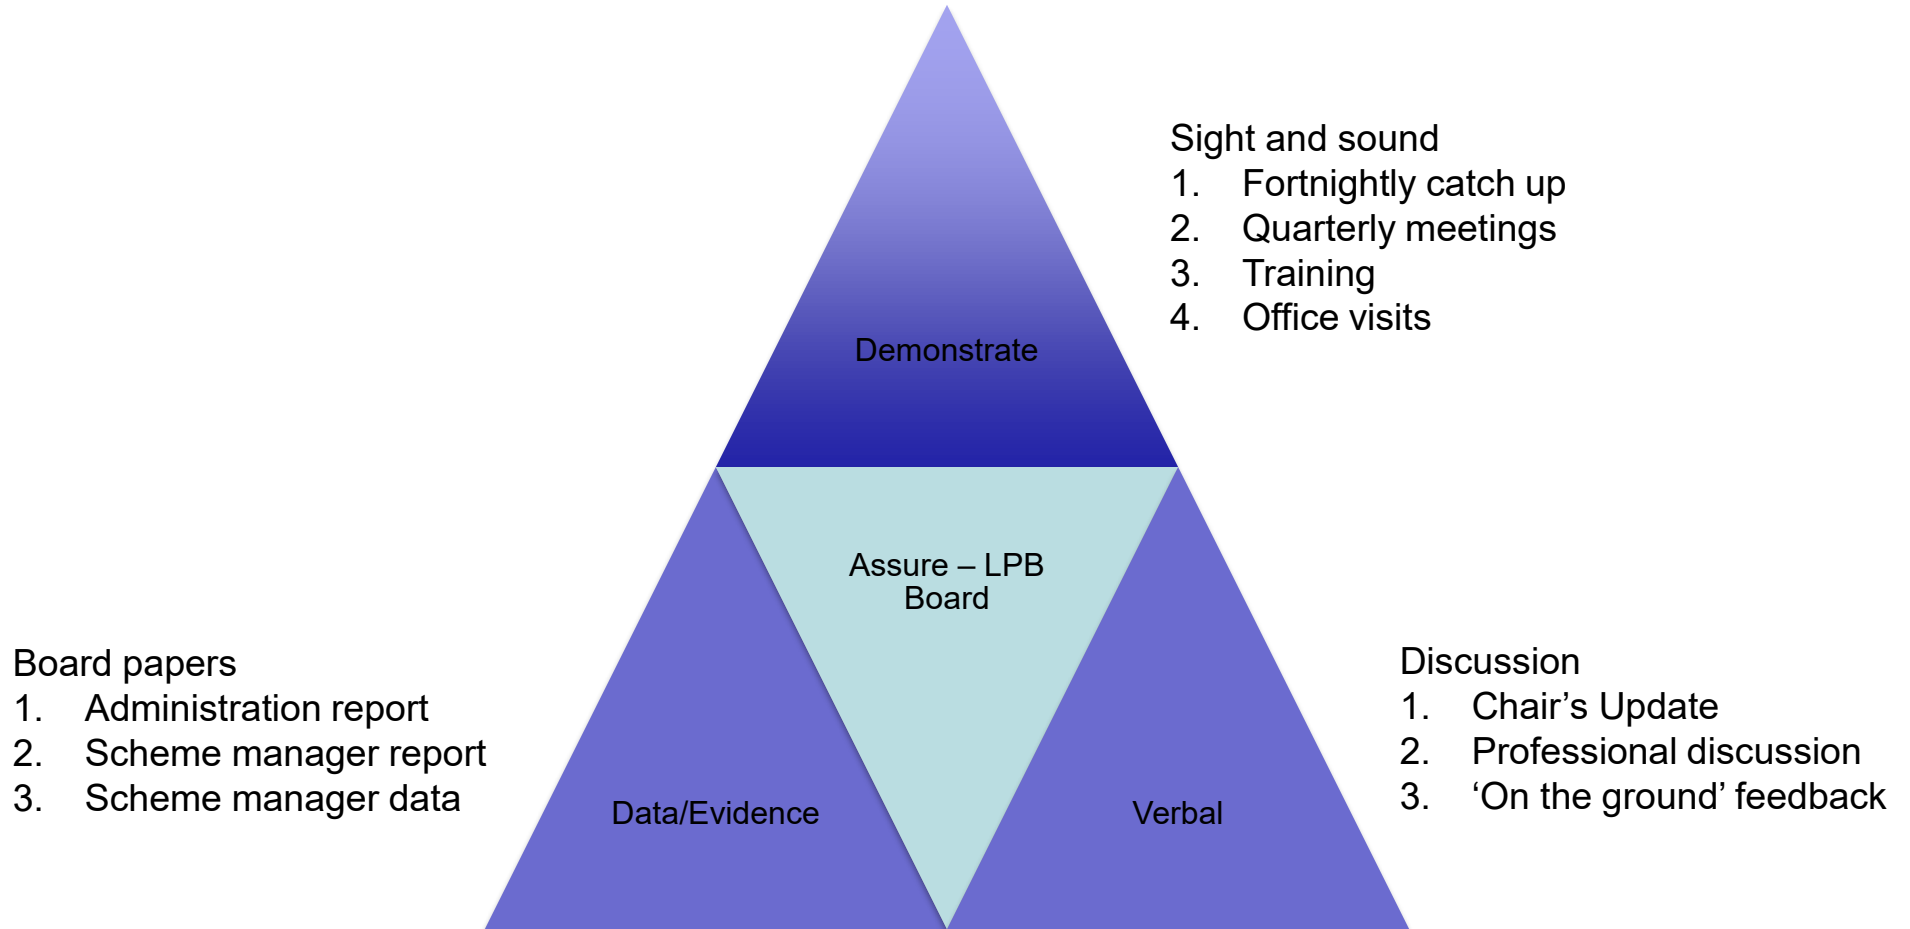 Sight and sound
1. Fortnightly catch up
2. Quarterly meetings
3. Training
4. Office visits
Demonstrate
Assure – LPB
Board
Board papers
1. Administration report
2. Scheme manager report
3. Scheme manager data
Data/Evidence
Verbal
Discussion
1. Chair’s Update
2. Professional discussion
3. ‘On the ground’ feedback